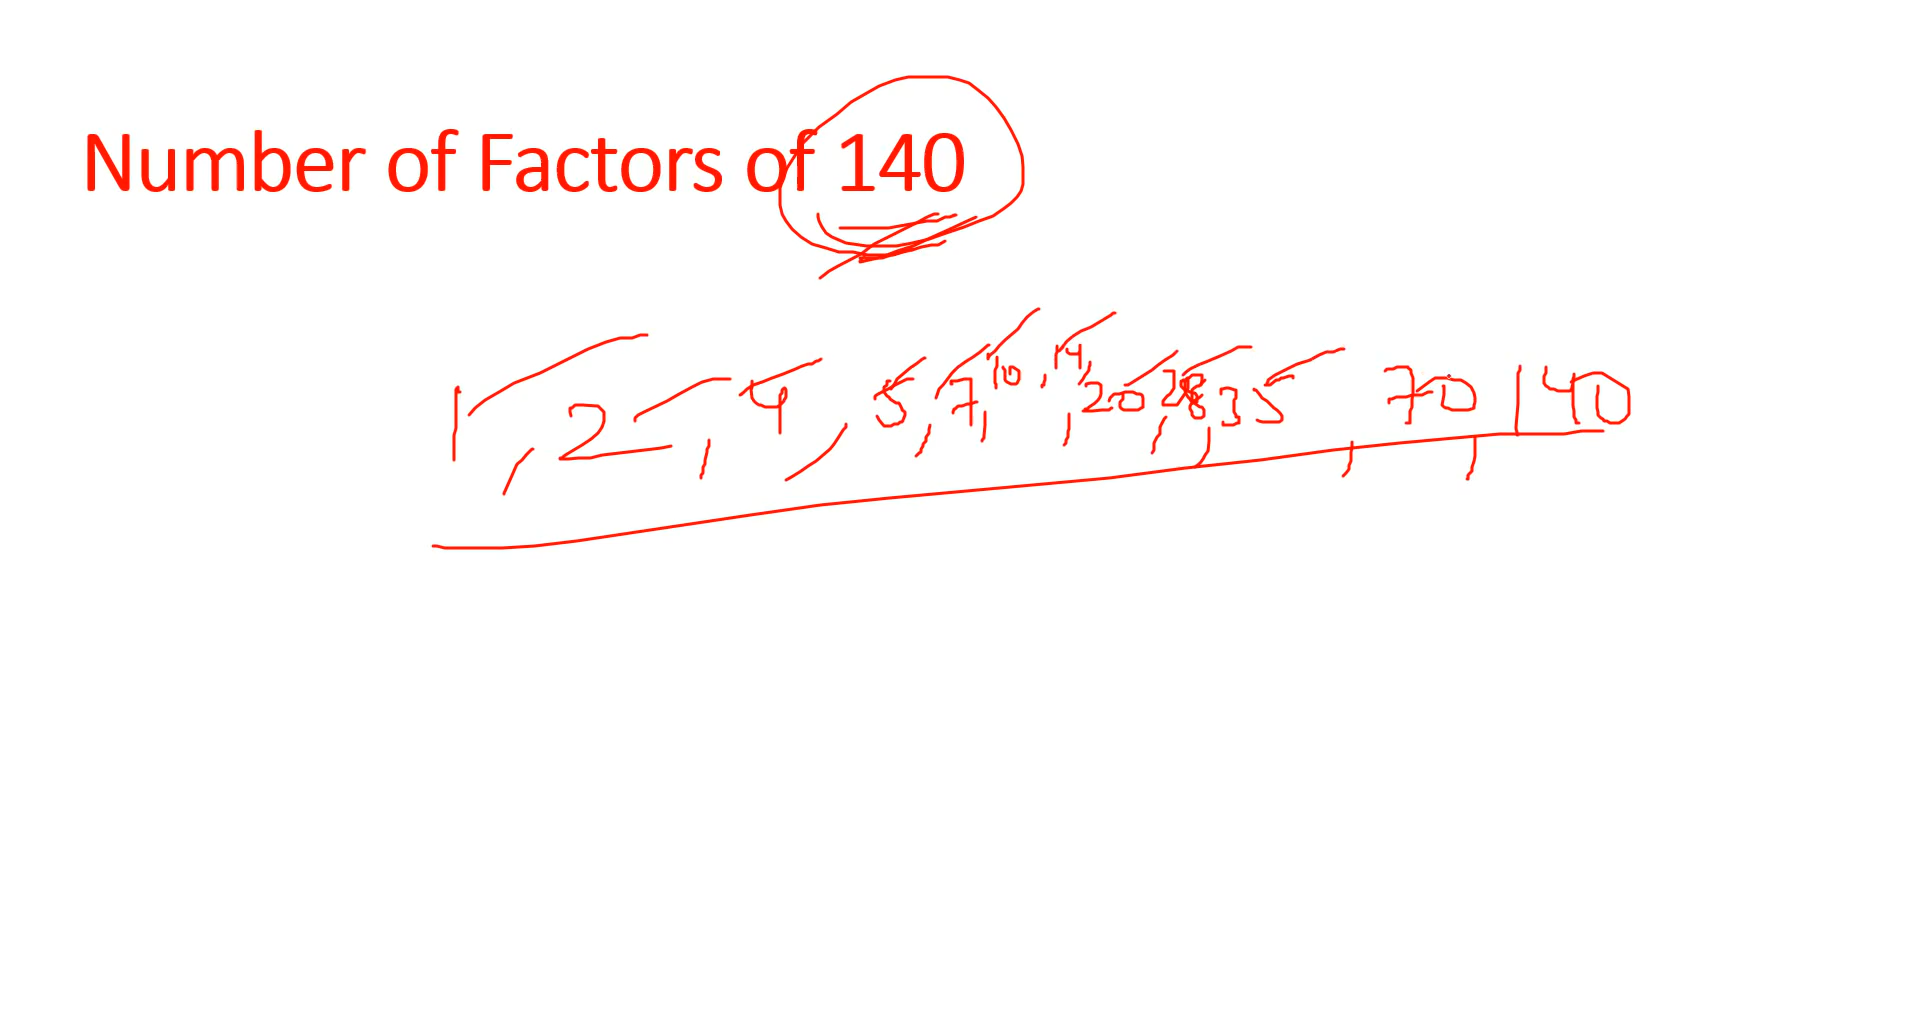 Number of Factors of 140
1, 2, 4, 5, 7, 10, 14, 20, 28, 35, 70, 140